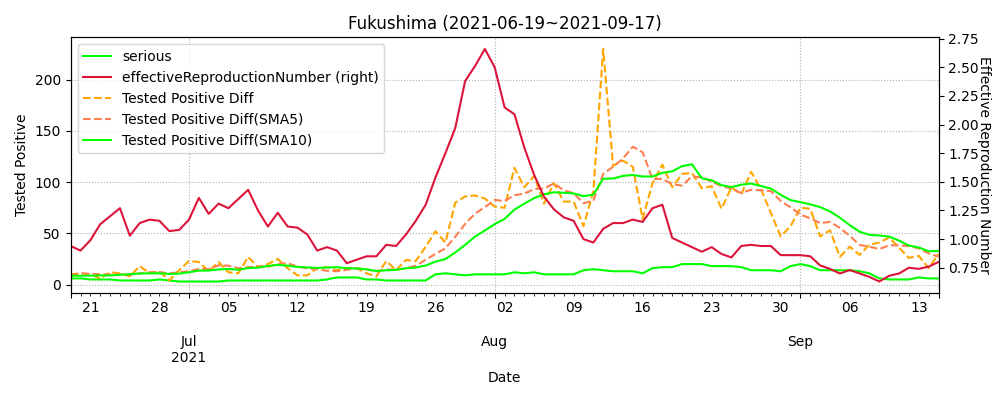 Fukushima (2021-06-19~2021-09-17)
serious
effectiveReproductionNumber (right)
Tested Positive Diff
Tested Positive Diff(SMA5)
Tested Positive Diff(SMA10)
Tested Positive
200
150
100
50
0
2.75
2.50
2.25
2.00
1.75
1.50
1.25
1.00
0.75
Effective Reproduction Number
21 28 05 12 19 26 02 09 16 23 30 06 13
Jul Aug Sep
2021
Date